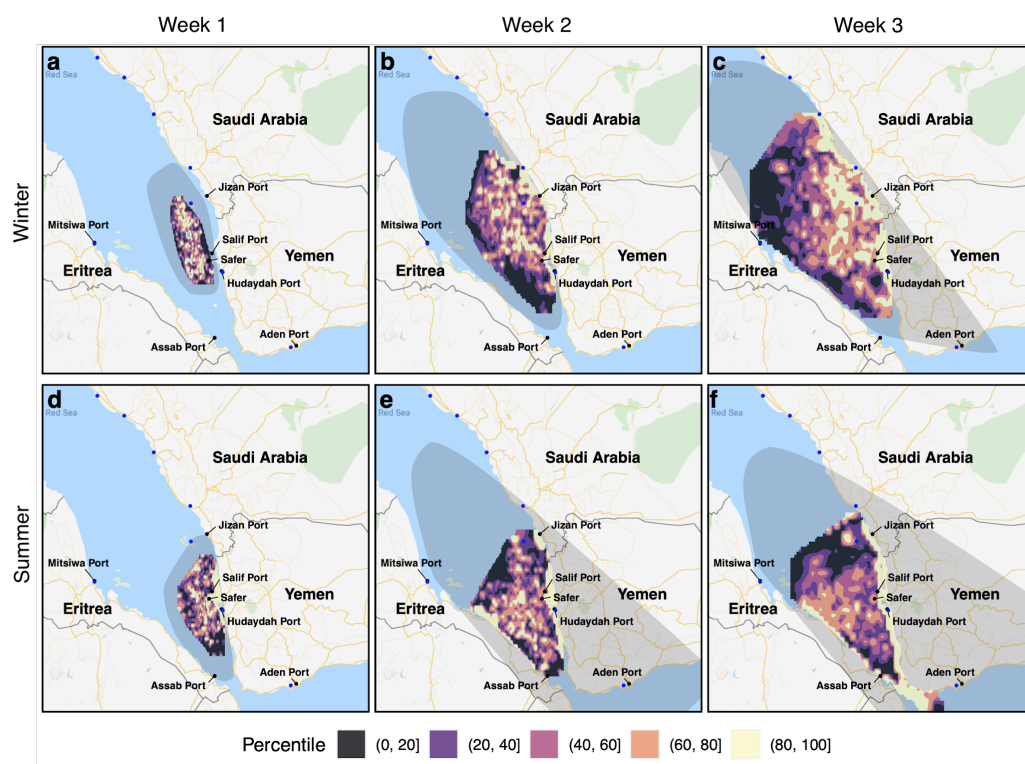 Week 1
Week 2
Week 3
Winter
a
Red Sea
Saudi Arabia
Jizan Port
Mitsiwa Port
Salif Port
Safer
Eritrea
Yemen
Hudaydah Port
Assab Port
Aden Port
b
Red Sea
Saudi Arabia
Jizan Port
Mitsiwa Port
Salif Port
Safer
Eritrea
Yemen
Hudaydah Port
Assab Port
Aden Port
c
Red Sea
Saudi Arabia
Jizan Port
Mitsiwa Port
Salif Port
Safer
Eritrea
Yemen
Hudaydah Port
Assab Port
Aden Port
Summer
d
Red Sea
Saudi Arabia
Jizan Port
Mitsiwa Port
Salif Port
Safer
Eritrea
Yemen
Hudaydah Port
Assab Port
Aden Port
e
Red Sea
Saudi Arabia
Jizan Port
Mitsiwa Port
Salif Port
Safer
Eritrea
Yemen
Hudaydah Port
Assab Port
Aden Port
f
Red Sea
Saudi Arabia
Jizan Port
Mitsiwa Port
Salif Port
Safer
Eritrea
Yemen
Hudaydah Port
Assab Port
Aden Port
Percentile (0, 20] (20, 40] (40, 60] (60, 80] (80, 100]